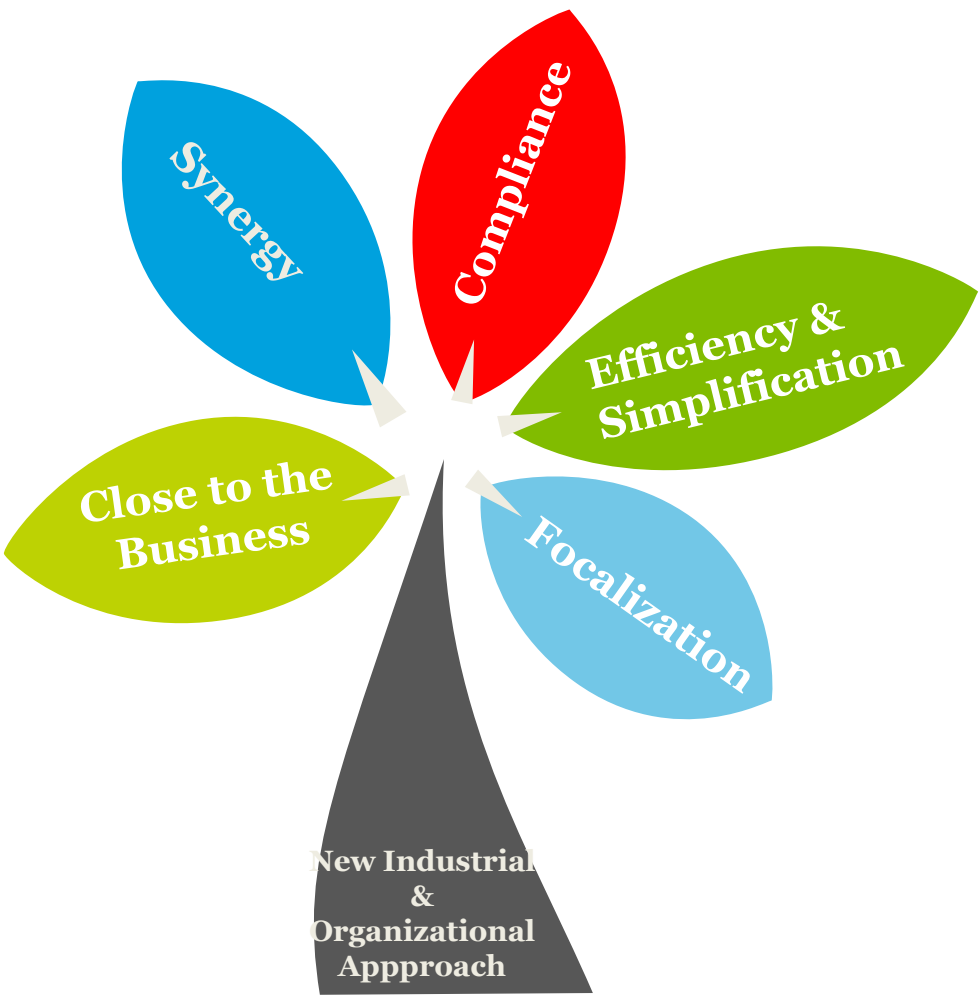 Synergy
Compliance
Efficiency &
Simplification
Close to the
Business
Focalization
New Industrial
&
Organizational
Appproach